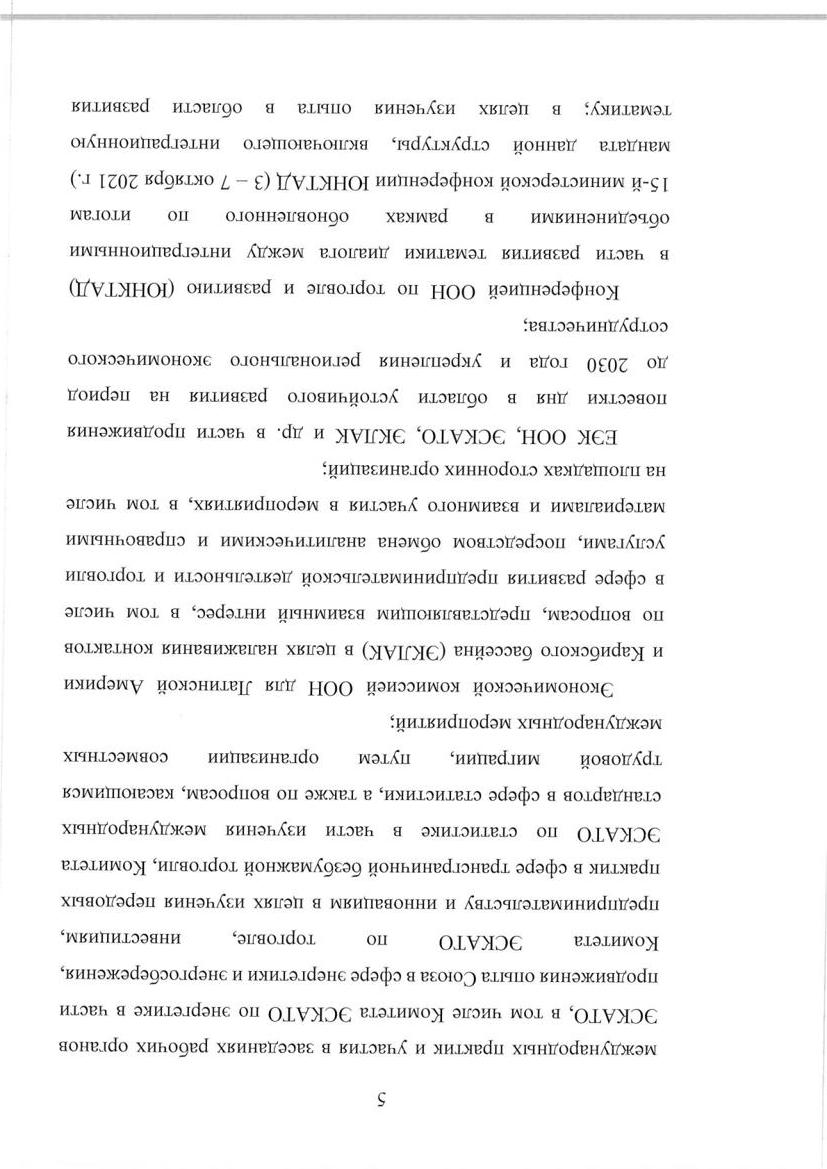 5
международных практик и участия в заседаниях рабочих органов
ЭСКАТО, в том числе Комитета ЭСКАТО по энергетике в части
продвижения опыта Союза в сфере энергетики и энергосбережения,
Комитета ЭСКАТО по торговле, инвестициям,
предпринимательству и инновациям в целях изучения передовых
практик в сфере трансграничной безбумажной торговли, Комитета
ЭСКАТО по статистике в части изучения международных
стандартов в сфере статистики, а также по вопросам, касающимся
трудовой миграции, путем организации совместных
международных мероприятий;
Экономической комиссией ООН для Латинской Америки
и Карибского бассейна (ЭКЛАК) в целях налаживания контактов
по вопросам, представляющим взаимный интерес, в том числе
в сфере развития предпринимательской деятельности и торговли
услугами, посредством обмена аналитическими и справочными
материалами и взаимного участия в мероприятиях, в том числе
на площадках сторонних организаций;
ЕЭК ООН, ЭСКАТО, ЭКЛАК и др. в части продвижения
повестки дня в области устойчивого развития на период
до 2030 года и укрепления регионального экономического
сотрудничества;
Конференцией ООН по торговле и развитию (ЮНКТАД)
в части развития тематики диалога между интеграционными
объединениями в рамках обновленного по итогам
15-й министерской конференции ЮНКТАД (3 – 7 октября 2021 г.)
мандата данной структуры, включающего интеграционную
тематику; в целях изучения опыта в области развития